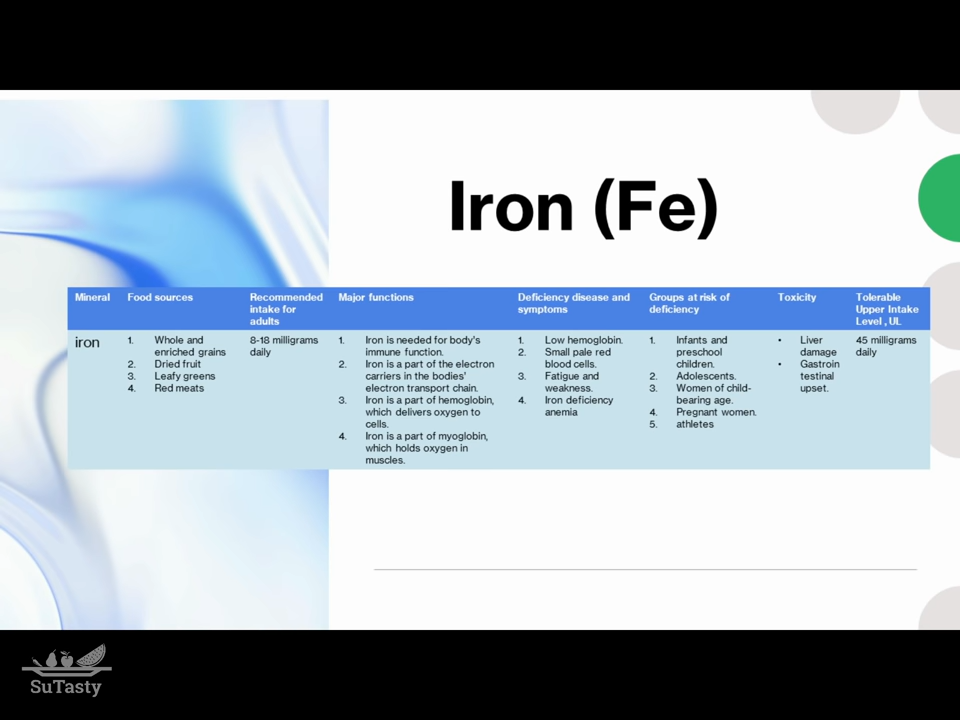 Iron (Fe)
Mineral
Food sources
Recommended
intake for
adults
Major functions
Deficiency disease and
symptoms
Groups at risk of
deficiency
Toxicity
Tolerable
Upper Intake
Level , UL
iron
1. Whole and
enriched grains
2. Dried fruit
3. Leafy greens
4. Red meats
8-18 milligrams
daily
1. Iron is needed for body's
immune function.
2. Iron is a part of the electron
carriers in the bodies'
electron transport chain.
3. Iron is a part of hemoglobin,
which delivers oxygen to
cells.
4. Iron is a part of myoglobin,
which holds oxygen in
muscles.
1. Low hemoglobin.
2. Small pale red
blood cells.
3. Fatigue and
weakness.
4. Iron deficiency
anemia
1. Infants and
preschool
children.
2. Adolescents.
3. Women of child-
bearing age.
4. Pregnant women.
5. athletes
• Liver
damage
• Gastroin
testinal
upset.
45 milligrams
daily
SuTasty